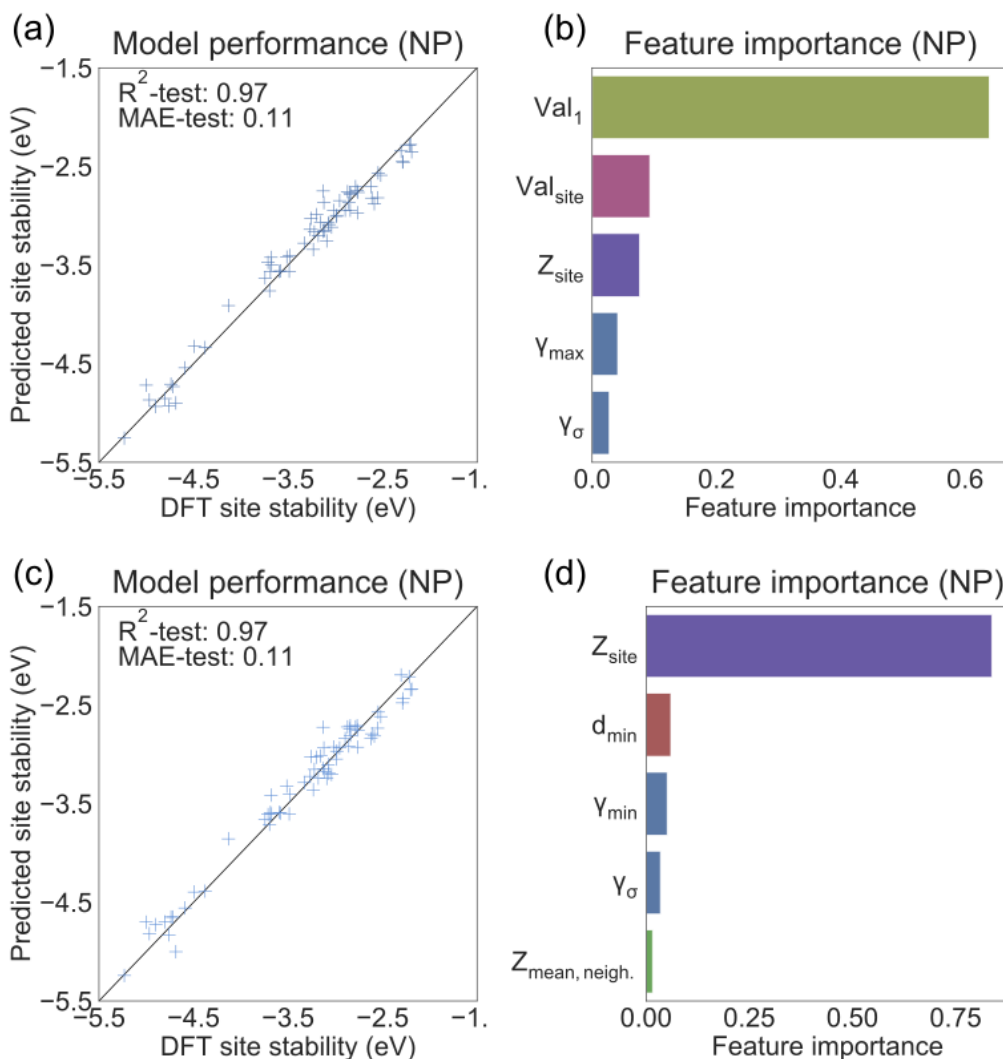 (a)
Model performance (NP)
−1.5
−2.5
−3.5
−4.5
−5.5
Predicted site stability (eV)
R²-test: 0.97
MAE-test: 0.11
−5.5 −4.5 −3.5 −2.5 −1.
DFT site stability (eV)
(b)
Feature importance (NP)
Val₁
Val_site
Z_site
γ_max
γ_σ
0.0 0.2 0.4 0.6
Feature importance
(c)
Model performance (NP)
−1.5
−2.5
−3.5
−4.5
−5.5
Predicted site stability (eV)
R²-test: 0.97
MAE-test: 0.11
−5.5 −4.5 −3.5 −2.5 −1.
DFT site stability (eV)
(d)
Feature importance (NP)
Z_site
d_min
γ_min
γ_σ
Z_mean, neigh.
0.00 0.25 0.50 0.75
Feature importance